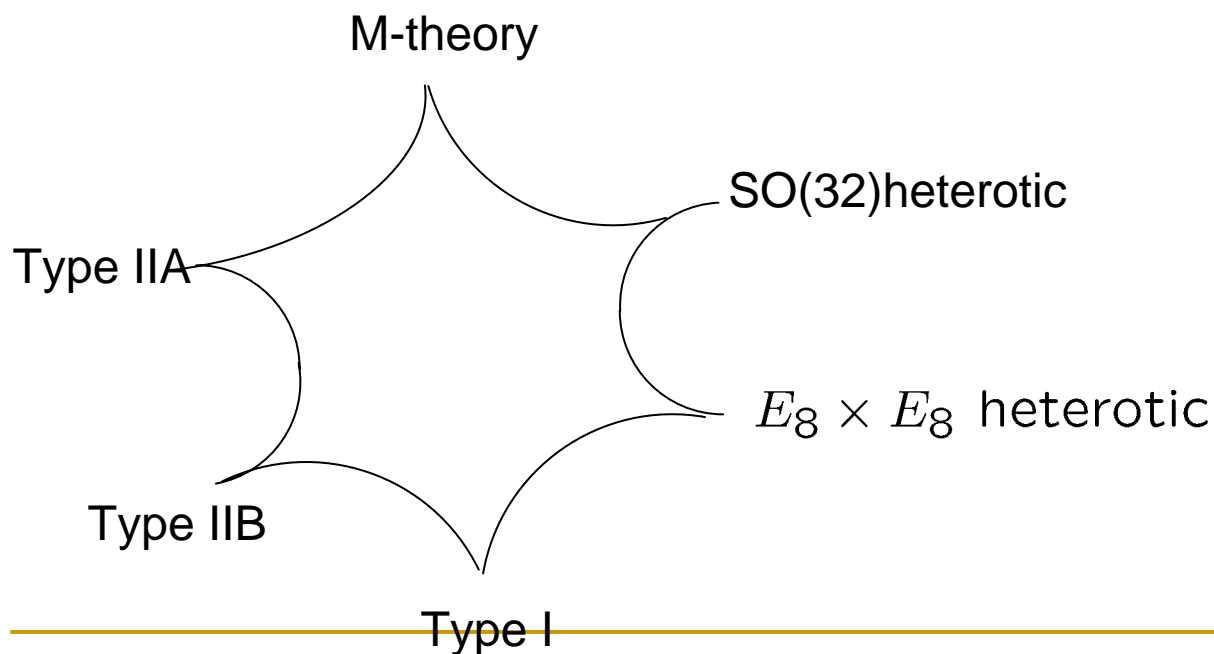 M-theory
SO(32)heterotic
Type IIA
E₈ × E₈ heterotic
Type IIB
Type I